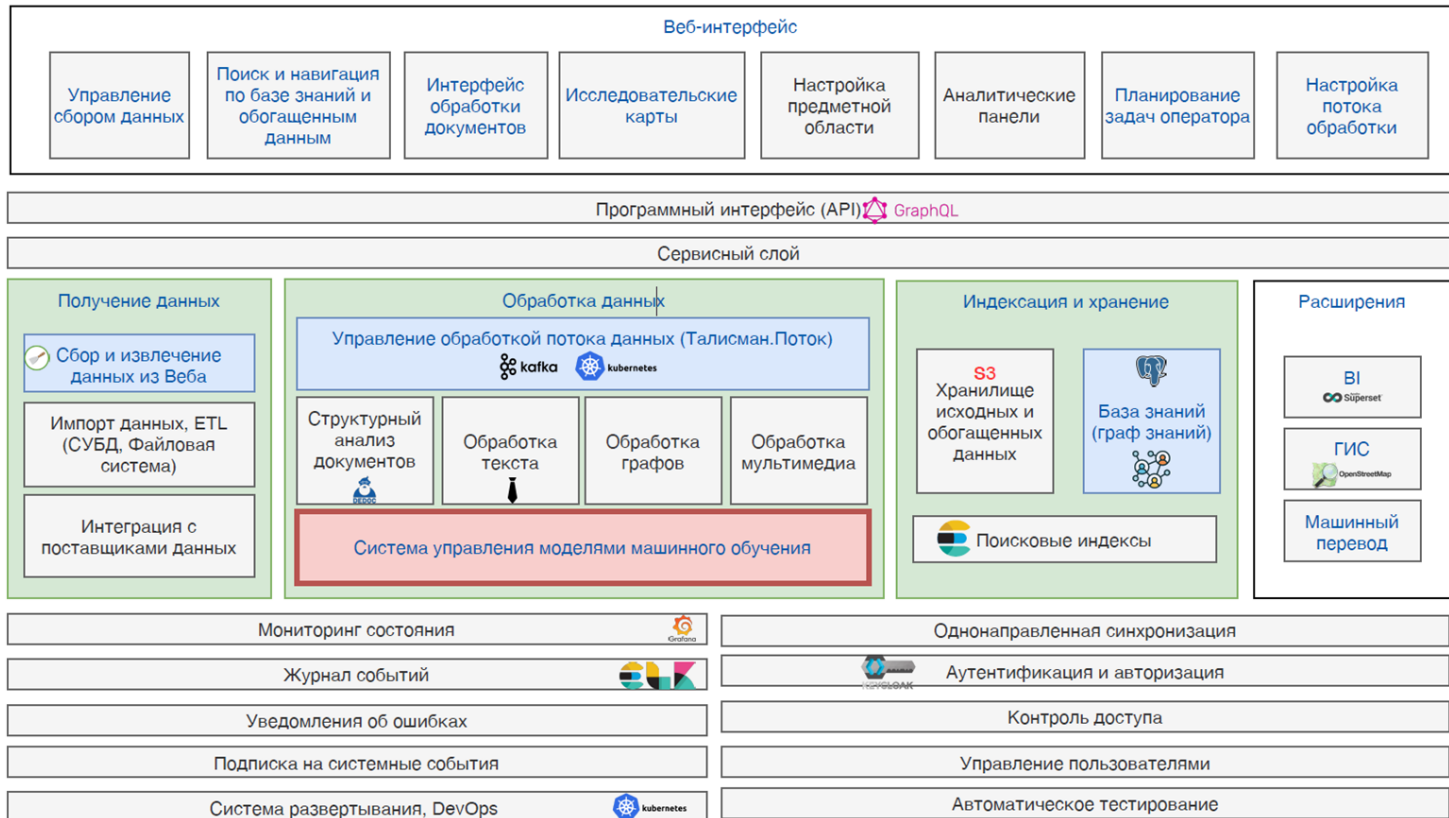 Веб-интерфейс
Управление
сбором данных
Поиск и навигация
по базе знаний и
обогащенным
данным
Интерфейс
обработки
документов
Исследовательские
карты
Настройка
предметной
области
Аналитические
панели
Планирование
задач оператора
Настройка
потока
обработки
Программный интерфейс (API) GraphQL
Сервисный слой
Получение данных
Сбор и извлечение
данных из Веба
Импорт данных, ETL
(СУБД, Файловая
система)
Интеграция с
поставщиками данных
Обработка данных
Управление обработкой потока данных (Талисман.Поток)
kafka kubernetes
Структурный
анализ
документов
DEDOC
Обработка
текста
Обработка
графов
Обработка
мультимедиа
Система управления моделями машинного обучения
Индексация и хранение
S3
Хранилище
исходных и
обогащенных
данных
База знаний
(граф знаний)
Поисковые индексы
Расширения
BI
Superset
ГИС
OpenStreetMap
Машинный
перевод
Мониторинг состояния
Grafana
Однонаправленная синхронизация
Журнал событий
Аутентификация и авторизация
KEYCLOAK
Уведомления об ошибках
Контроль доступа
Подписка на системные события
Управление пользователями
Система развертывания, DevOps kubernetes
Автоматическое тестирование